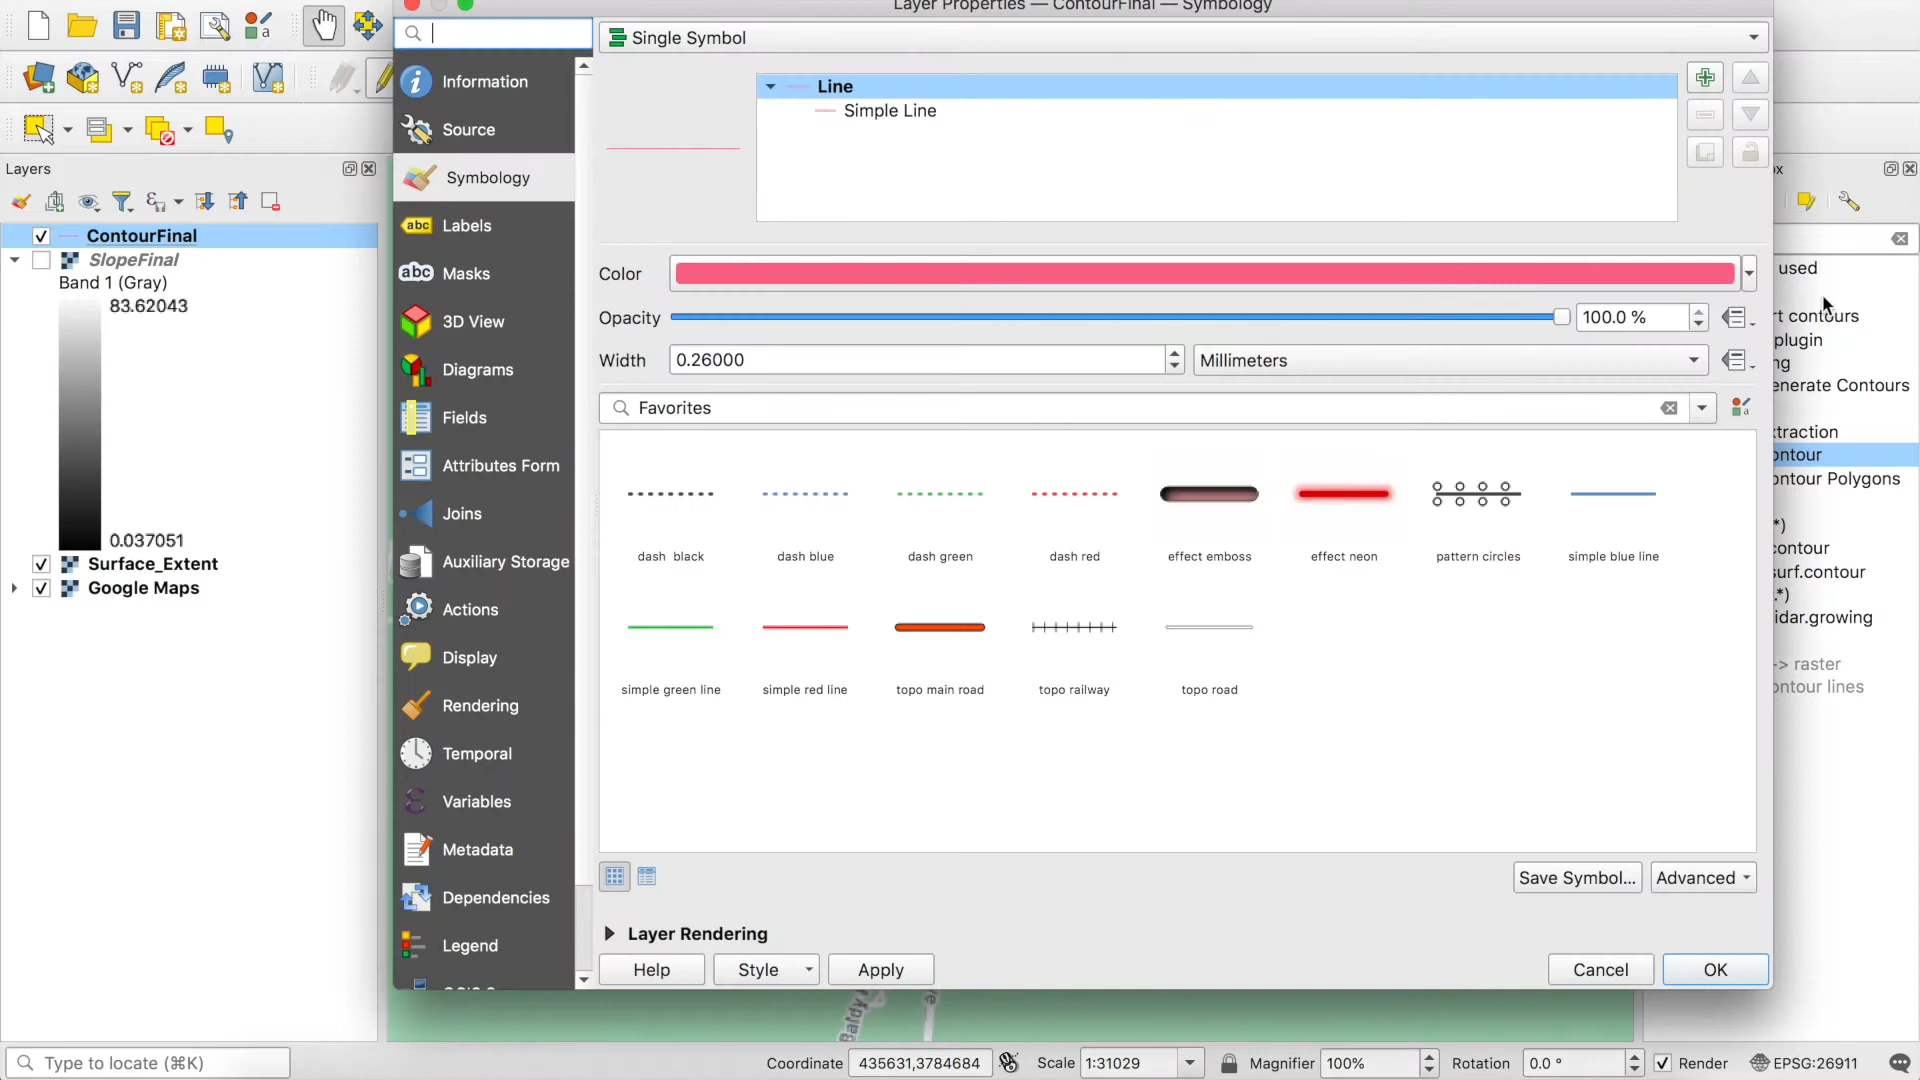 Layer Properties — ContourFinal — Symbology
Single Symbol
Information
Source
Symbology
Labels
Masks
3D View
Diagrams
Fields
Attributes Form
Joins
Auxiliary Storage
Actions
Display
Rendering
Temporal
Variables
Metadata
Dependencies
Legend
Line
Simple Line
Color
Opacity
100.0 %
Width
0.26000
Millimeters
Favorites
dash black
dash blue
dash green
dash red
effect emboss
effect neon
pattern circles
simple blue line
simple green line
simple red line
topo main road
topo railway
topo road
Save Symbol...
Advanced
Layer Rendering
Help
Style
Apply
Cancel
OK
Layers
ContourFinal
SlopeFinal
Band 1 (Gray)
83.62043
0.037051
Surface_Extent
Google Maps
used
rt contours
plugin
ng
enerate Contours
traction
ontour
ontour Polygons
*)
contour
surf.contour
.*)
idar.growing
-> raster
ontour lines
Baldy
Type to locate (⌘K)
Coordinate
435631,3784684
Scale
1:31029
Magnifier
100%
Rotation
0.0 °
Render
EPSG:26911